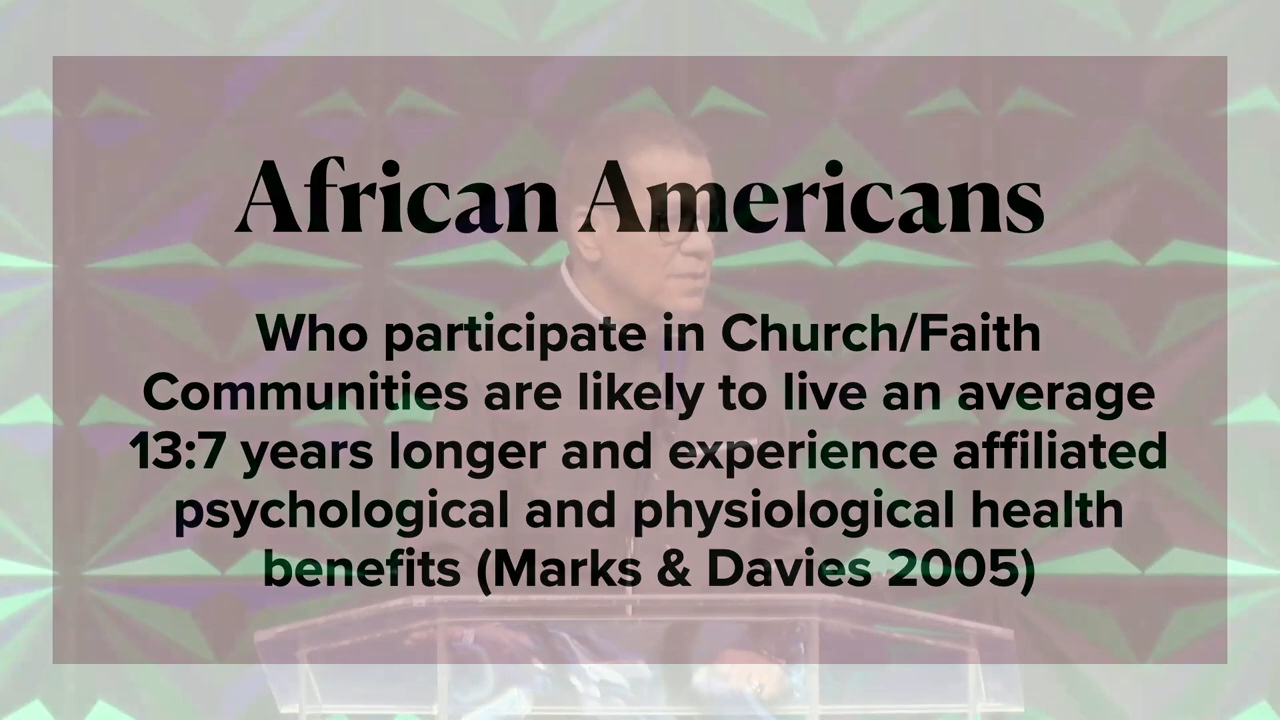 African Americans
Who participate in Church/Faith
Communities are likely to live an average
13:7 years longer and experience affiliated
psychological and physiological health
benefits (Marks & Davies 2005)